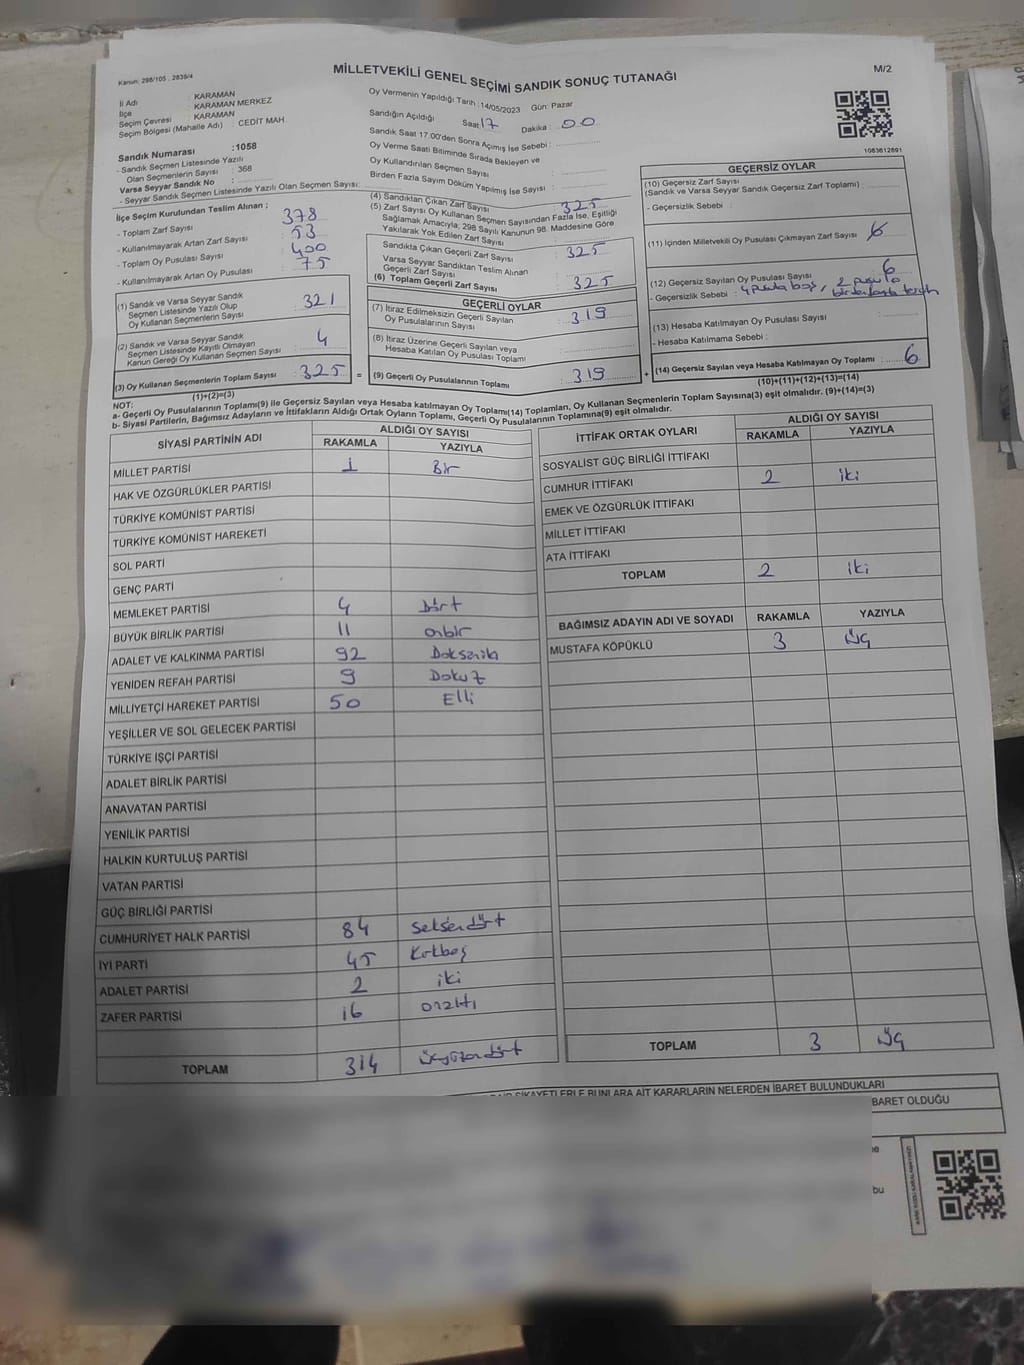 Kanun: 298/105 ; 2839/4
MİLLETVEKİLİ GENEL SEÇİMİ SANDIK SONUÇ TUTANAĞI
M/2
İl Adı : KARAMAN
İlçe : KARAMAN MERKEZ
Seçim Çevresi : KARAMAN
Seçim Bölgesi (Mahalle Adı) : CEDİT MAH
Oy Vermenin Yapıldığı Tarih :14/05/2023 Gün: Pazar
Sandığın Açıldığı Saat 17 Dakika : 00
Sandık Saat 17.00'den Sonra Açımış İse Sebebi :
Oy Verme Saati Bitiminde Sırada Bekleyen ve
Oy Kullandırılan Seçmen Sayısı :
Birden Fazla Sayım Döküm Yapılmış İse Sayısı :
1083612891
Sandık Numarası :1058
- Sandık Seçmen Listesinde Yazılı
Olan Seçmenlerin Sayısı : 368
Varsa Seyyar Sandık No :
- Seyyar Sandık Seçmen Listesinde Yazılı Olan Seçmen Sayısı:
İlçe Seçim Kurulundan Teslim Alınan ;
- Toplam Zarf Sayısı : 378
- Kullanılmayarak Artan Zarf Sayısı : 53
- Toplam Oy Pusulası Sayısı : 400
- Kullanılmayarak Artan Oy Pusulası : 75
(1) Sandık ve Varsa Seyyar Sandık
Seçmen Listesinde Yazılı Olup
Oy Kullanan Seçmenlerin Sayısı : 321
(2) Sandık ve Varsa Seyyar Sandık
Seçmen Listesinde Kayıtlı Olmayan
Kanun Gereği Oy Kullanan Seçmen Sayısı : 4
(3) Oy Kullanan Seçmenlerin Toplam Sayısı : 325 =
(1)+(2)=(3)
(4) Sandıktan Çıkan Zarf Sayısı : 325
(5) Zarf Sayısı Oy Kullanan Seçmen Sayısından Fazla İse, Eşitliği
Sağlamak Amacıyla; 298 Sayılı Kanunun 98. Maddesine Göre
Yakılarak Yok Edilen Zarf Sayısı :
Sandıkta Çıkan Geçerli Zarf Sayısı : 325
Varsa Seyyar Sandıktan Teslim Alınan
Geçerli Zarf Sayısı :
(6) Toplam Geçerli Zarf Sayısı : 325
GEÇERLİ OYLAR
(7) İtiraz Edilmeksizin Geçerli Sayılan
Oy Pusulalarının Sayısı : 319
(8) İtiraz Üzerine Geçerli Sayılan veya
Hesaba Katılan Oy Pusulası Toplamı :
(9) Geçerli Oy Pusulalarının Toplamı : 319 +
GEÇERSİZ OYLAR
(10) Geçersiz Zarf Sayısı
(Sandık ve Varsa Seyyar Sandık Geçersiz Zarf Toplamı) :
- Geçersizlik Sebebi :
(11) İçinden Milletvekili Oy Pusulası Çıkmayan Zarf Sayısı :
(12) Geçersiz Sayılan Oy Pusulası Sayısı : 6
- Geçersizlik Sebebi : 4 pusula boş, 2 pusula
(13) Hesaba Katılmayan Oy Pusulası Sayısı :
- Hesaba Katılmama Sebebi :
(14) Geçersiz Sayılan veya Hesaba Katılmayan Oy Toplamı : 6
(10)+(11)+(12)+(13)=(14)
NOT:
a- Geçerli Oy Pusulalarının Toplamı(9) ile Geçersiz Sayılan veya Hesaba katılmayan Oy Toplamı(14) Toplamları, Oy Kullanan Seçmenlerin Toplam Sayısına(3) eşit olmalıdır. (9)+(14)=(3)
b- Siyasi Partilerin, Bağımsız Adayların ve İttifakların Aldığı Ortak Oyların Toplamı, Geçerli Oy Pusulalarının Toplamına(9) eşit olmalıdır.
SİYASİ PARTİNİN ADI ALDIĞI OY SAYISI
RAKAMLA YAZIYLA
MİLLET PARTİSİ 1 Bir
HAK VE ÖZGÜRLÜKLER PARTİSİ
TÜRKİYE KOMÜNİST PARTİSİ
TÜRKİYE KOMÜNİST HAREKETİ
SOL PARTİ
GENÇ PARTİ
MEMLEKET PARTİSİ 4 Dört
BÜYÜK BİRLİK PARTİSİ 11 onbir
ADALET VE KALKINMA PARTİSİ 92 Doksaniki
YENİDEN REFAH PARTİSİ 9 Dokuz
MİLLİYETÇİ HAREKET PARTİSİ 50 Elli
YEŞİLLER VE SOL GELECEK PARTİSİ
TÜRKİYE İŞÇİ PARTİSİ
ADALET BİRLİK PARTİSİ
ANAVATAN PARTİSİ
YENİLİK PARTİSİ
HALKIN KURTULUŞ PARTİSİ
VATAN PARTİSİ
GÜÇ BİRLİĞİ PARTİSİ
CUMHURİYET HALK PARTİSİ 84 seksendört
İYİ PARTİ 45 Kırkbeş
ADALET PARTİSİ 2 iki
ZAFER PARTİSİ 16 onaltı
TOPLAM 314 üçyüzondört
İTTİFAK ORTAK OYLARI ALDIĞI OY SAYISI
RAKAMLA YAZIYLA
SOSYALİST GÜÇ BİRLİĞİ İTTİFAKI
CUMHUR İTTİFAKI 2 iki
EMEK VE ÖZGÜRLÜK İTTİFAKI
MİLLET İTTİFAKI
ATA İTTİFAKI
TOPLAM 2 iki
BAĞIMSIZ ADAYIN ADI VE SOYADI RAKAMLA YAZIYLA
MUSTAFA KÖPÜKLÜ 3 üç
TOPLAM 3 üç
ŞİKAYETLERLE BUNLARA AİT KARARLARIN NELERDEN İBARET BULUNDUKLARI
BARET OLDUĞU
bu